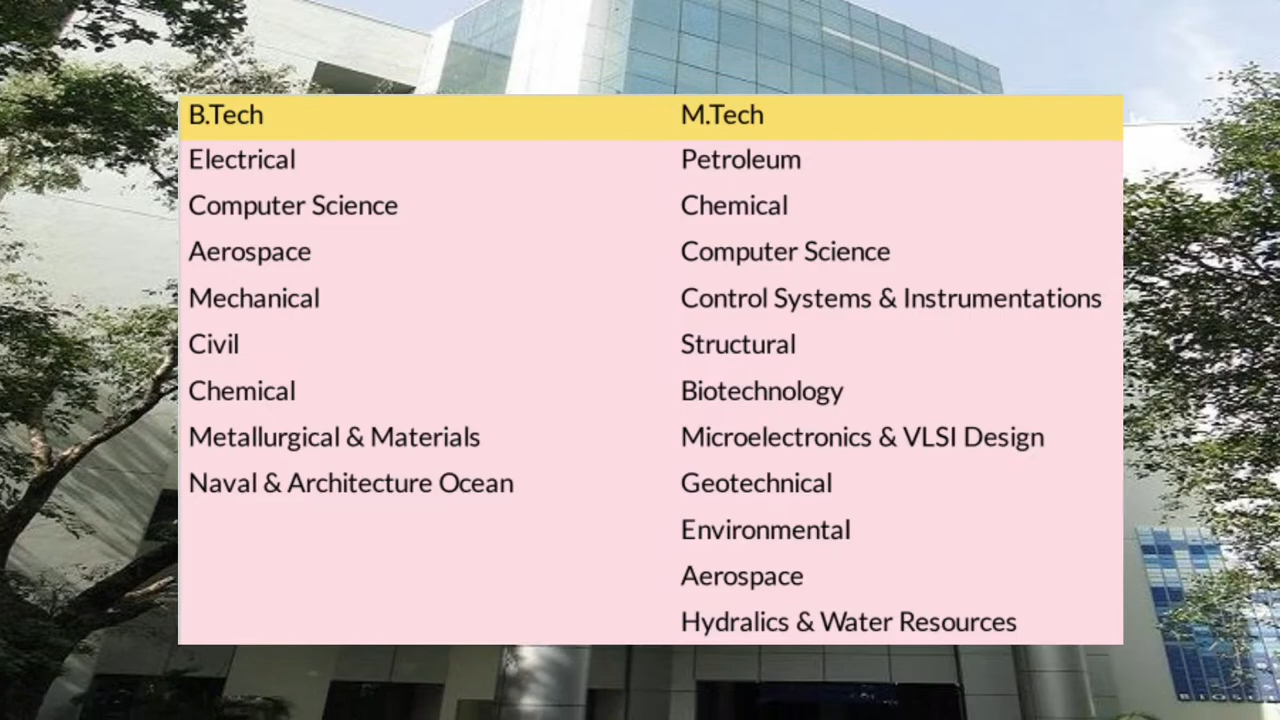 B.Tech M.Tech
Electrical Petroleum
Computer Science Chemical
Aerospace Computer Science
Mechanical Control Systems & Instrumentations
Civil Structural
Chemical Biotechnology
Metallurgical & Materials Microelectronics & VLSI Design
Naval & Architecture Ocean Geotechnical
Environmental
Aerospace
Hydralics & Water Resources